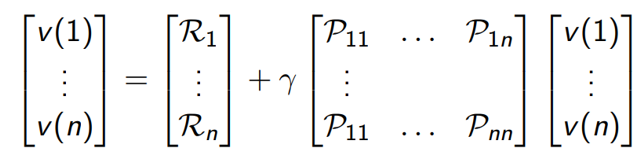 v(1) R₁ P₁₁ … P₁ₙ v(1)
⋮ = ⋮ + γ ⋮ ⋮
v(n) Rₙ P₁₁ … Pₙₙ v(n)